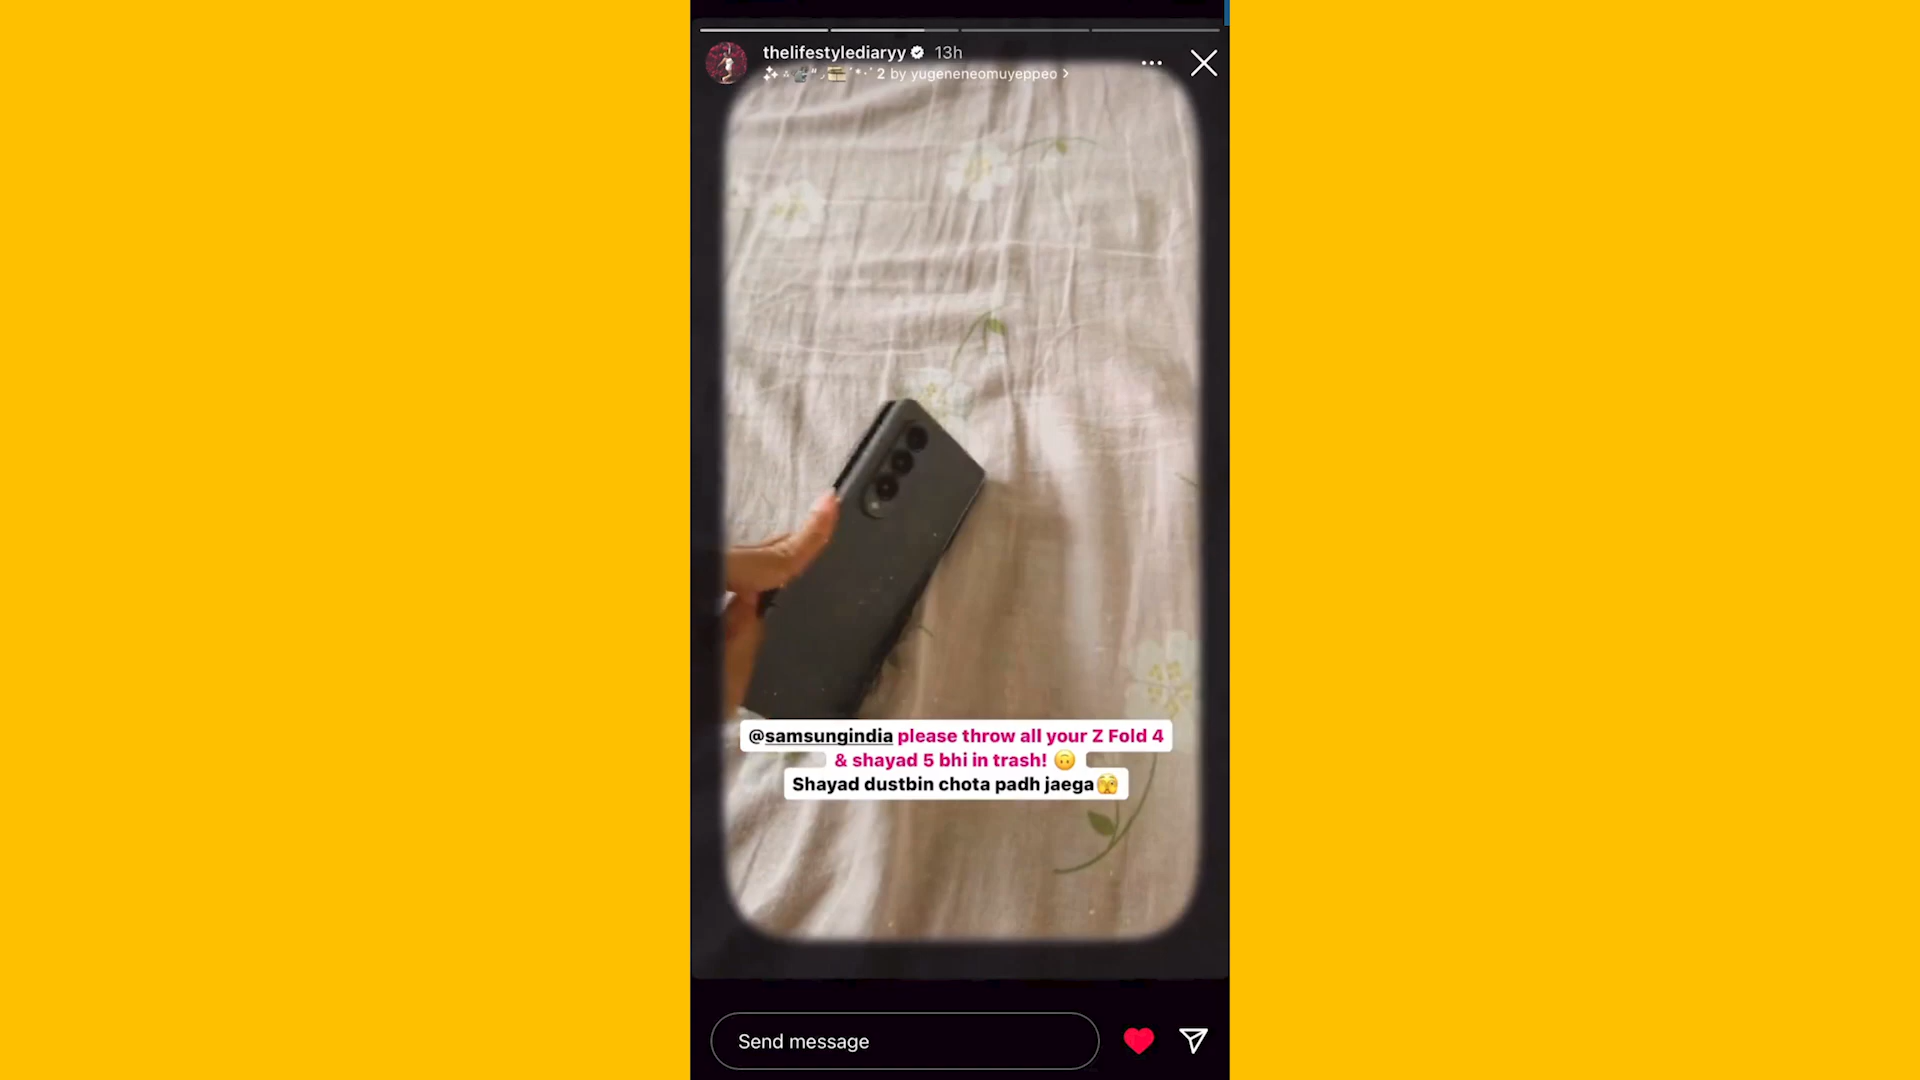 thelifestylediaryy 13h
2 by yugeneneomuyeppeo >
@samsungindia please throw all your Z Fold 4
& shayad 5 bhi in trash! 🙃
Shayad dustbin chota padh jaega🫣
Send message